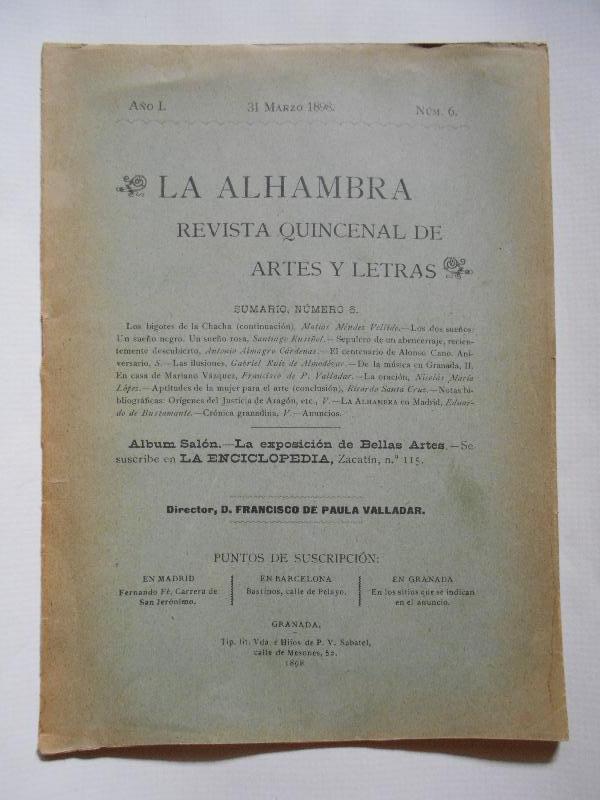 AÑO I.
31 MARZO 1898.
NÚM. 6.
LA ALHAMBRA
REVISTA QUINCENAL DE
ARTES Y LETRAS
SUMARIO, NÚMERO 6.
Los bigotes de la Chacha (continuación), Matías Méndez Vellido.—Los dos sueños:
Un sueño negro. Un sueño rosa, Santiago Rusiñol.—Sepulcro de un abencerraje, recien-
temente descubierto, Antonio Almagro Cárdenas.—El centenario de Alonso Cano. Ani-
versario, S.—Las ilusiones, Gabriel Ruiz de Almodóvar.—De la música en Granada, II.
En casa de Mariano Vázquez, Francisco de P. Valladar.—La oración, Nicolás María
López.—Aptitudes de la mujer para el arte (conclusión), Ricardo Santa Cruz.—Notas bi-
bliográficas: Orígenes del Justicia de Aragón, etc., V.—LA ALHAMBRA en Madrid, Eduar-
do de Bustamante.—Crónica granadina, V.—Anuncios.
Album Salón.—La exposición de Bellas Artes.—Se
suscribe en LA ENCICLOPEDIA, Zacatín, n.º 115.
Director, D. FRANCISCO DE PAULA VALLADAR.
PUNTOS DE SUSCRIPCIÓN:
EN MADRID
Fernando Fé, Carrera de
San Jerónimo.
EN BARCELONA
Bastinos, calle de Pelayo.
EN GRANADA
En los sitios que se indican
en el anuncio.
GRANADA,
Tip. lit. Vda. é Hijos de P. V. Sabatel,
calle de Mesones, 52.
1898